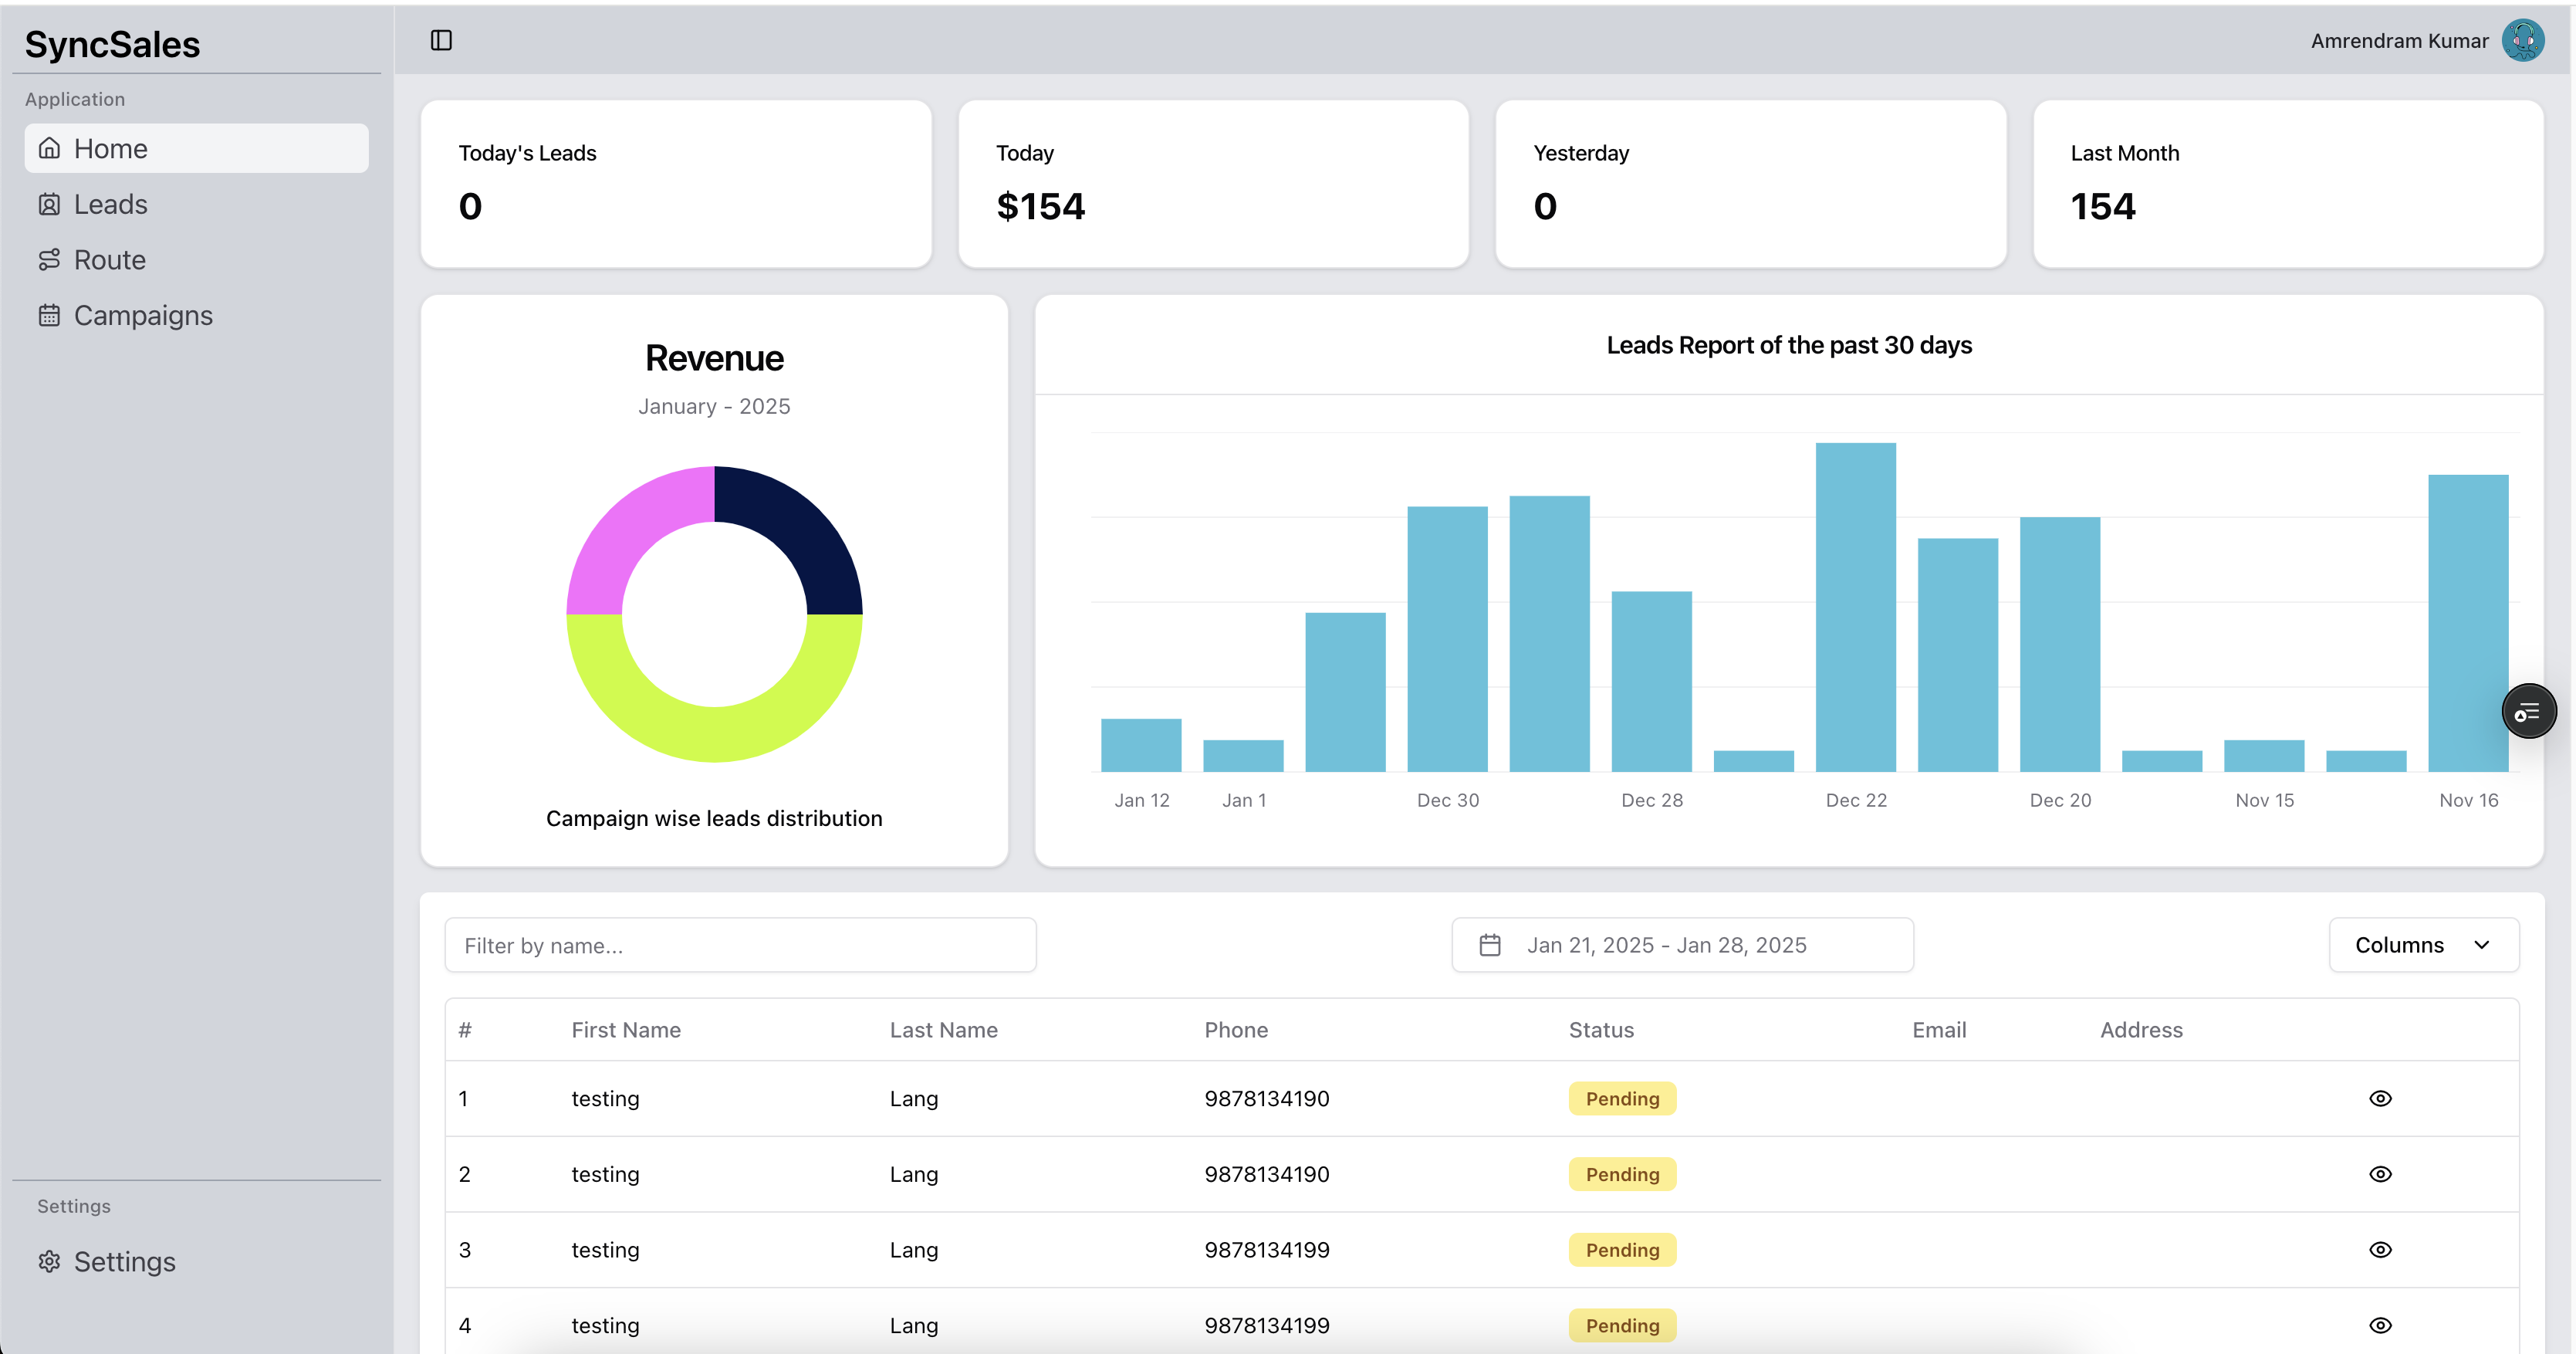 SyncSales
Amrendram Kumar
Application
Home
Leads
Route
Campaigns
Settings
Settings
Today's Leads
0
Today
$154
Yesterday
0
Last Month
154
Revenue
January - 2025
Campaign wise leads distribution
Leads Report of the past 30 days
Jan 12 Jan 1 Dec 30 Dec 28 Dec 22 Dec 20 Nov 15 Nov 16
Filter by name...
Jan 21, 2025 - Jan 28, 2025
Columns
# First Name Last Name Phone Status Email Address
1 testing Lang 9878134190 Pending
2 testing Lang 9878134190 Pending
3 testing Lang 9878134199 Pending
4 testing Lang 9878134199 Pending